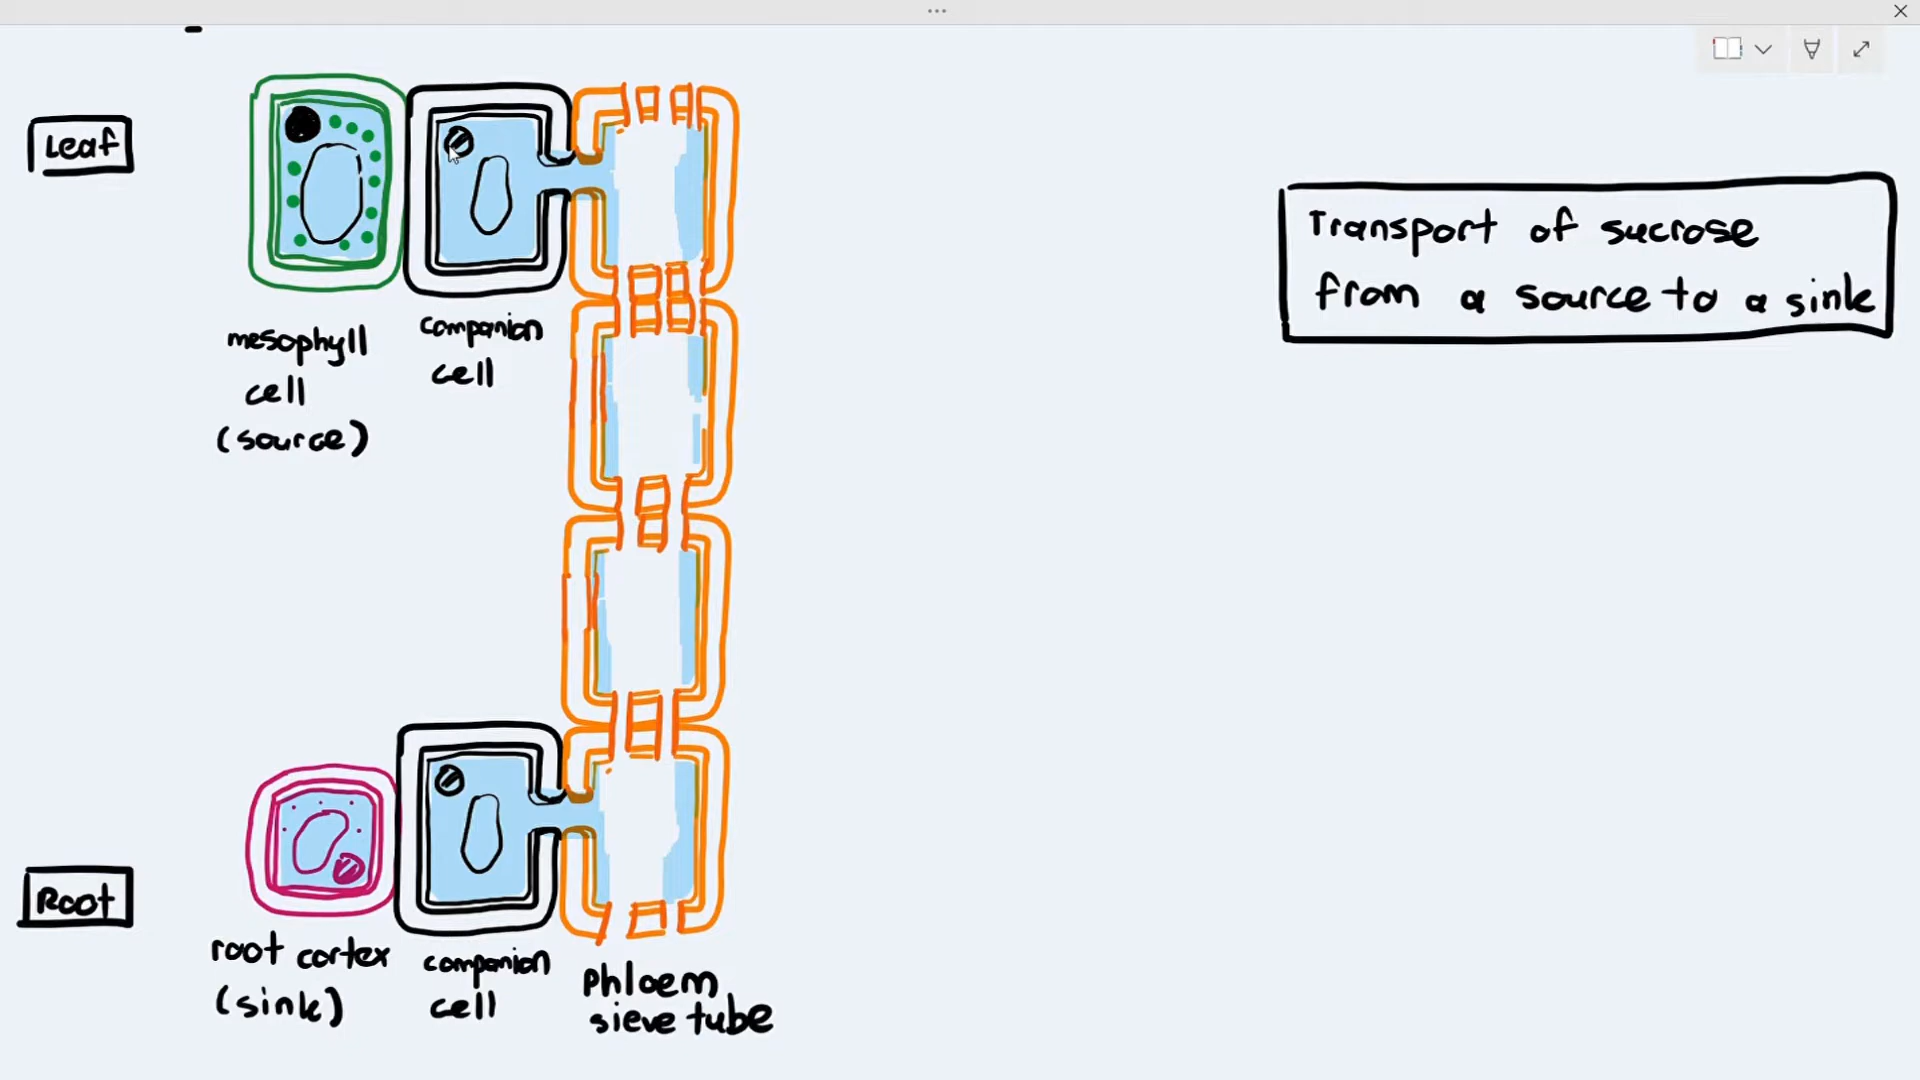 Leaf
Transport of sucrose
from a source to a sink
mesophyll
cell
(source)
companion
cell
Root
root cortex
(sink)
companion
cell
phloem
sieve tube